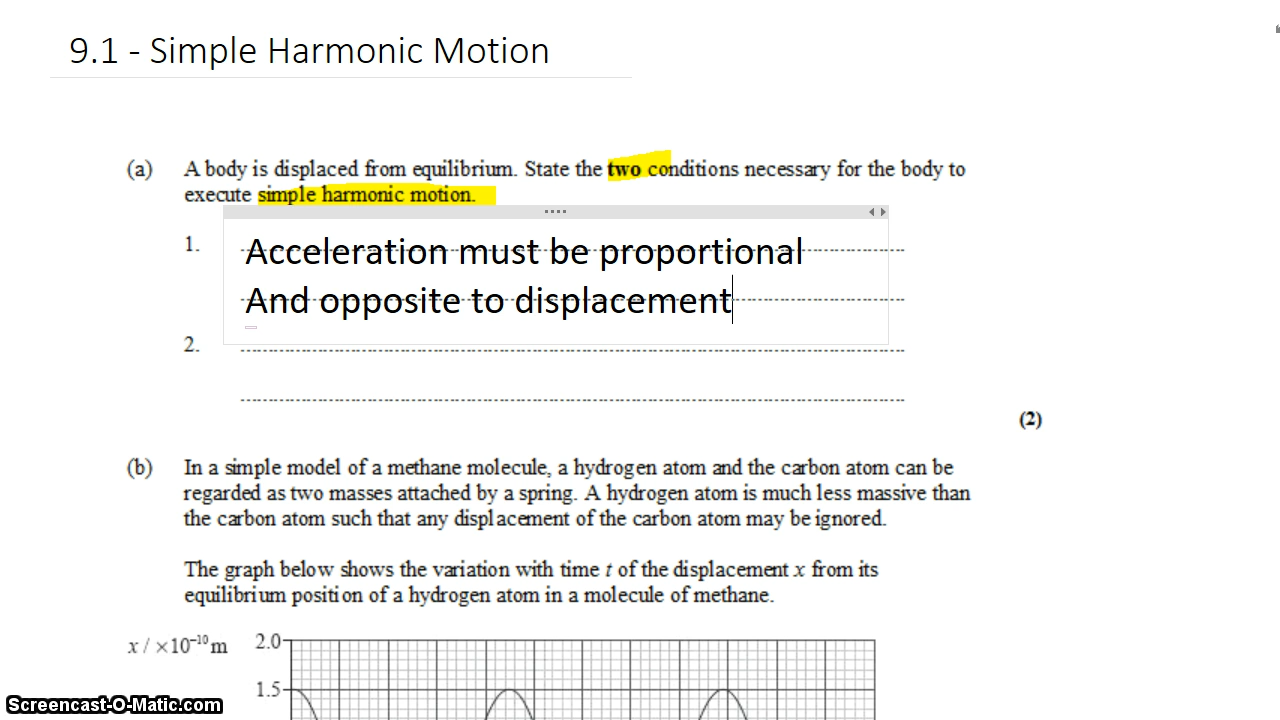 9.1 - Simple Harmonic Motion
(a) A body is displaced from equilibrium. State the two conditions necessary for the body to
execute simple harmonic motion.
1. Acceleration must be proportional
And opposite to displacement
2.
(2)
(b) In a simple model of a methane molecule, a hydrogen atom and the carbon atom can be
regarded as two masses attached by a spring. A hydrogen atom is much less massive than
the carbon atom such that any displacement of the carbon atom may be ignored.
The graph below shows the variation with time t of the displacement x from its
equilibrium position of a hydrogen atom in a molecule of methane.
x / ×10⁻¹⁰ m 2.0
1.5
Screencast-O-Matic.com